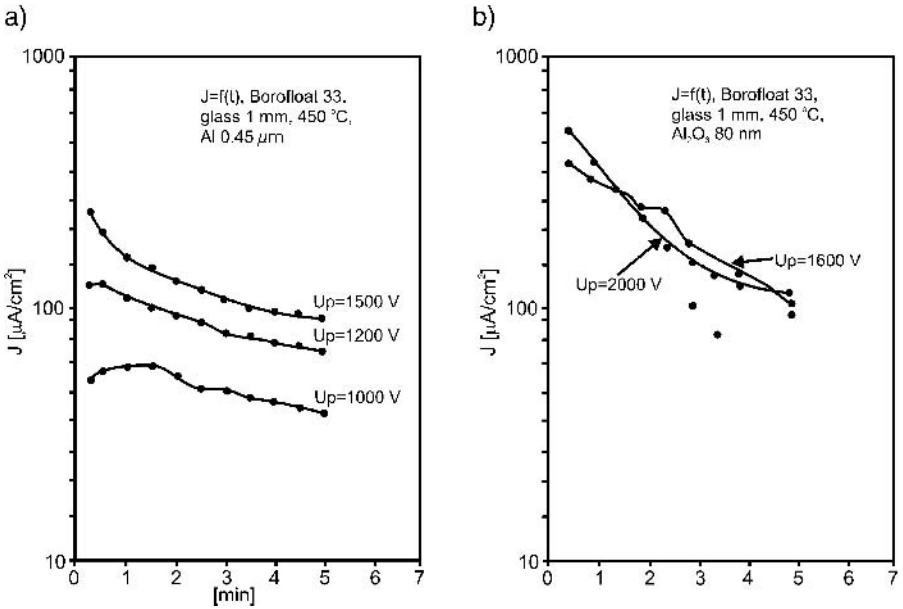 a)
1000
J=f(t), Borofloat 33,
glass 1 mm, 450 °C,
Al 0.45 µm
J [µA/cm²]
100
Up=1500 V
Up=1200 V
Up=1000 V
10
0 1 2 3 4 5 6 7
[min]
b)
1000
J=f(t), Borofloat 33,
glass 1 mm, 450 °C,
Al₂O₃ 80 nm
J [µA/cm²]
100
Up=1600 V
Up=2000 V
10
0 1 2 3 4 5 6 7